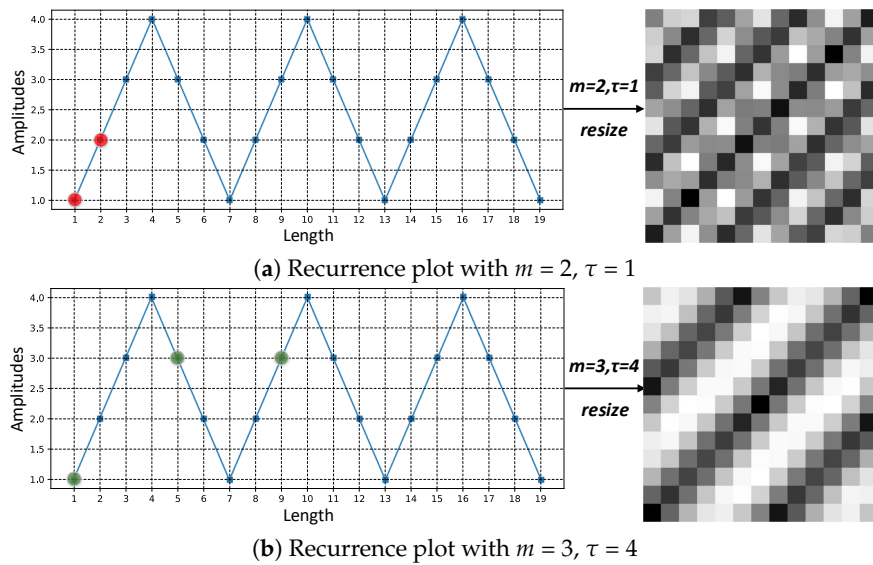 4.0
3.5
3.0
2.5
2.0
1.5
1.0
Amplitudes
1 2 3 4 5 6 7 8 9 10 11 12 13 14 15 16 17 18 19
Length
m=2,τ=1
resize
(a) Recurrence plot with m = 2, τ = 1
4.0
3.5
3.0
2.5
2.0
1.5
1.0
Amplitudes
1 2 3 4 5 6 7 8 9 10 11 12 13 14 15 16 17 18 19
Length
m=3,τ=4
resize
(b) Recurrence plot with m = 3, τ = 4